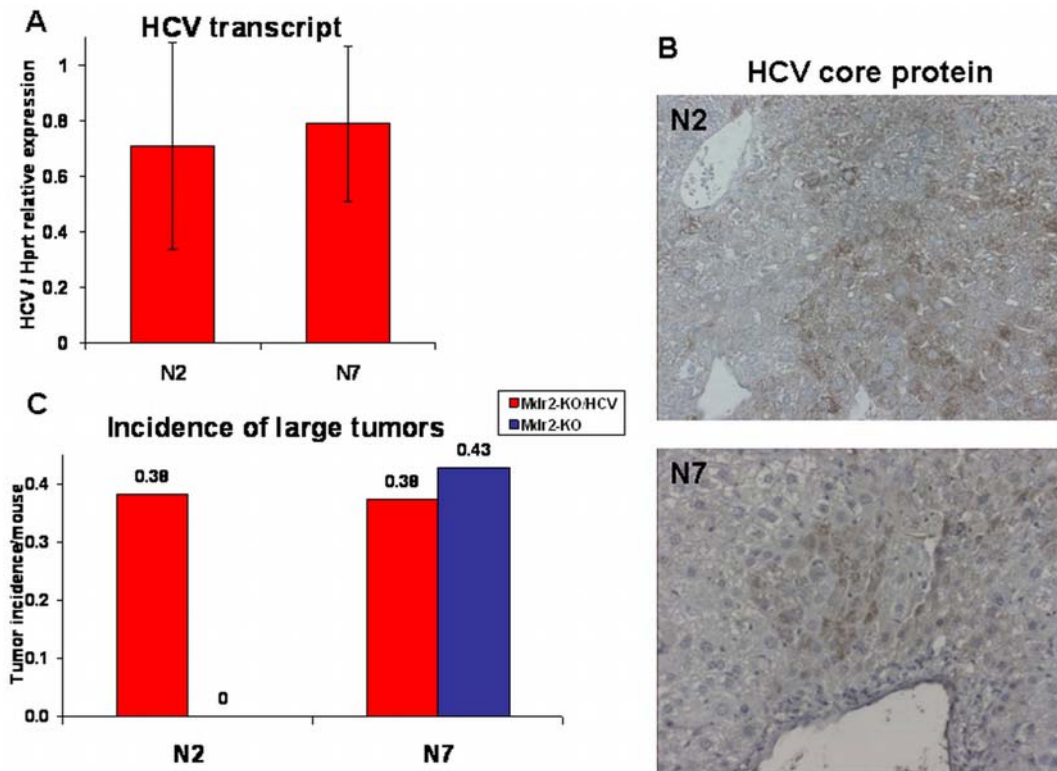 A
HCV transcript
HCV / Hprt relative expression
1
0.8
0.6
0.4
0.2
0
N2
N7
B
HCV core protein
N2
N7
C
Incidence of large tumors
Mdr2-KO/HCV
Mdr2-KO
Tumor incidence/mouse
0.4
0.3
0.2
0.1
0.0
0.38
0
0.38
0.43
N2
N7